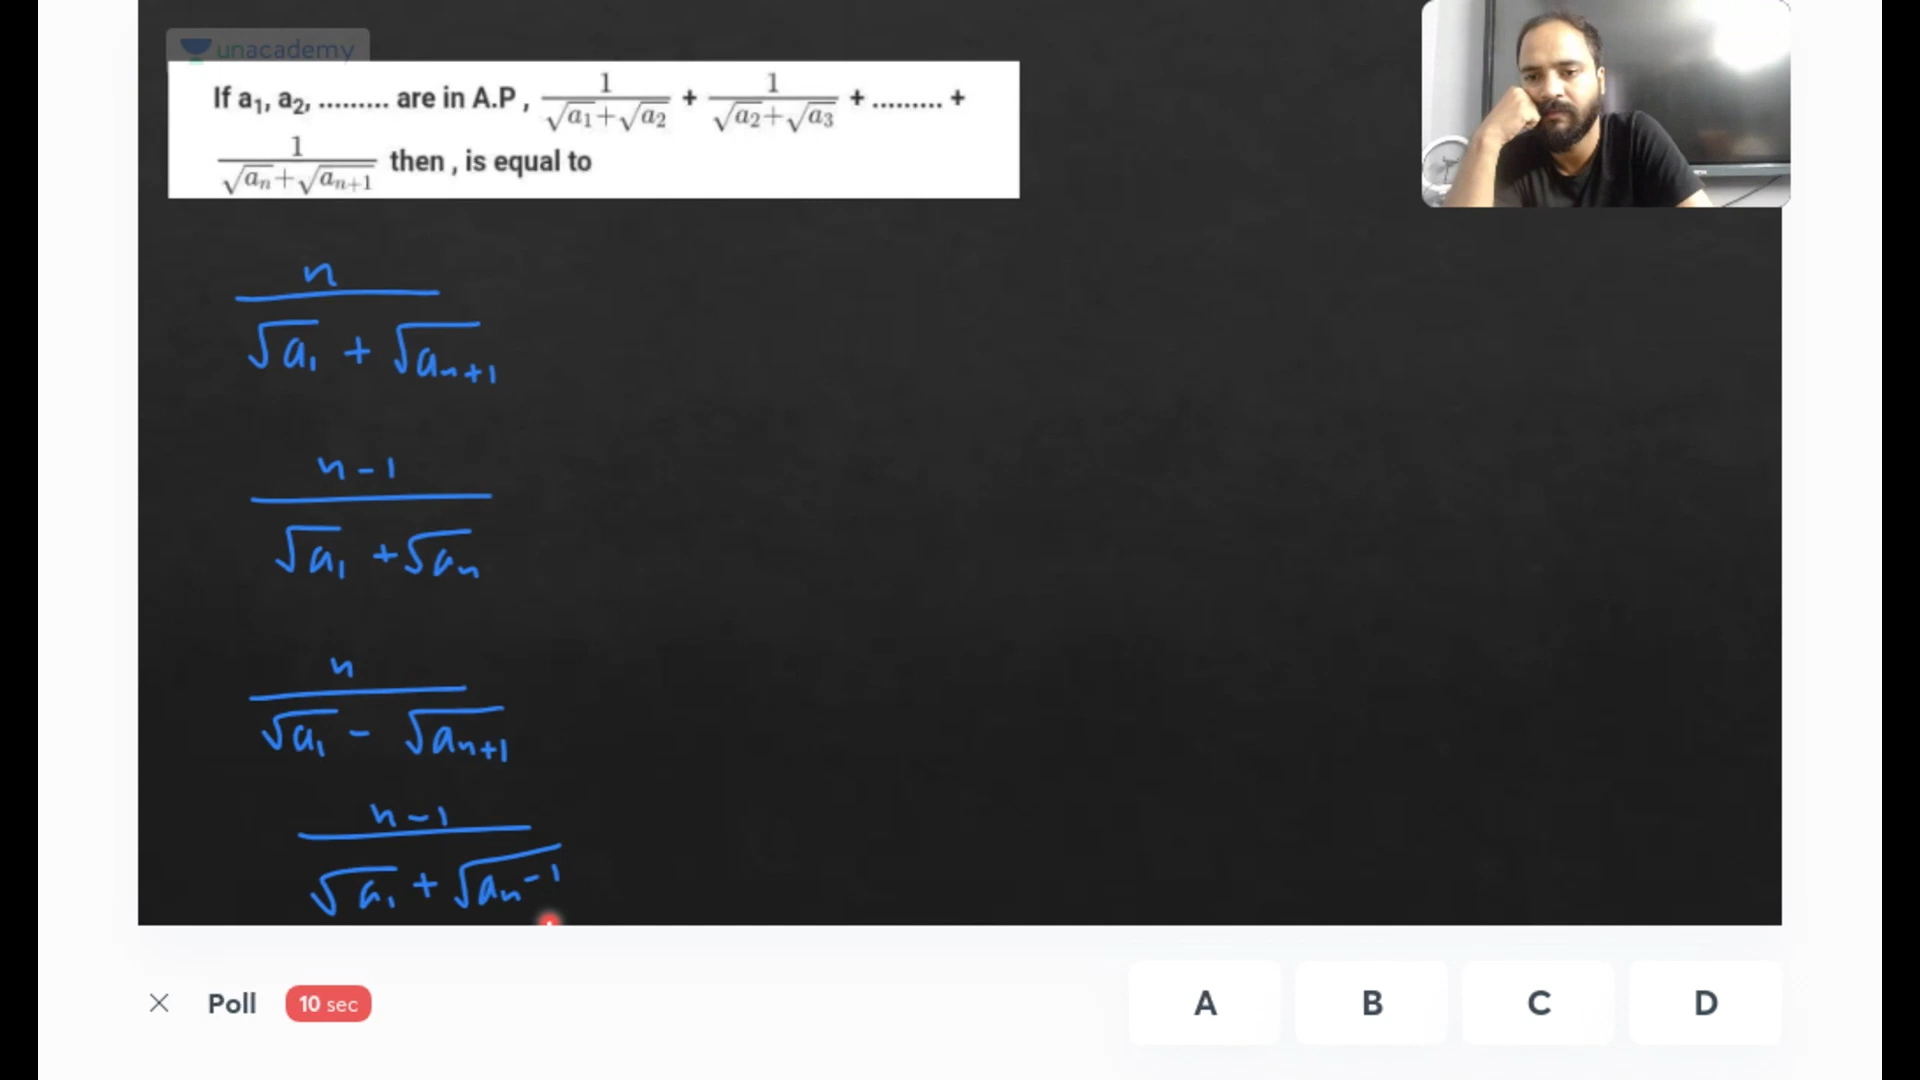 unacademy
If a₁, a₂, ......... are in A.P , 1/(√a₁+√a₂) + 1/(√a₂+√a₃) + ......... +
1/(√aₙ+√aₙ₊₁) then , is equal to
n/(√a₁ + √aₙ₊₁)
n-1/(√a₁ + √aₙ)
n/(√a₁ - √aₙ₊₁)
n-1/(√a₁ + √aₙ-1)
Poll 10 sec A B C D